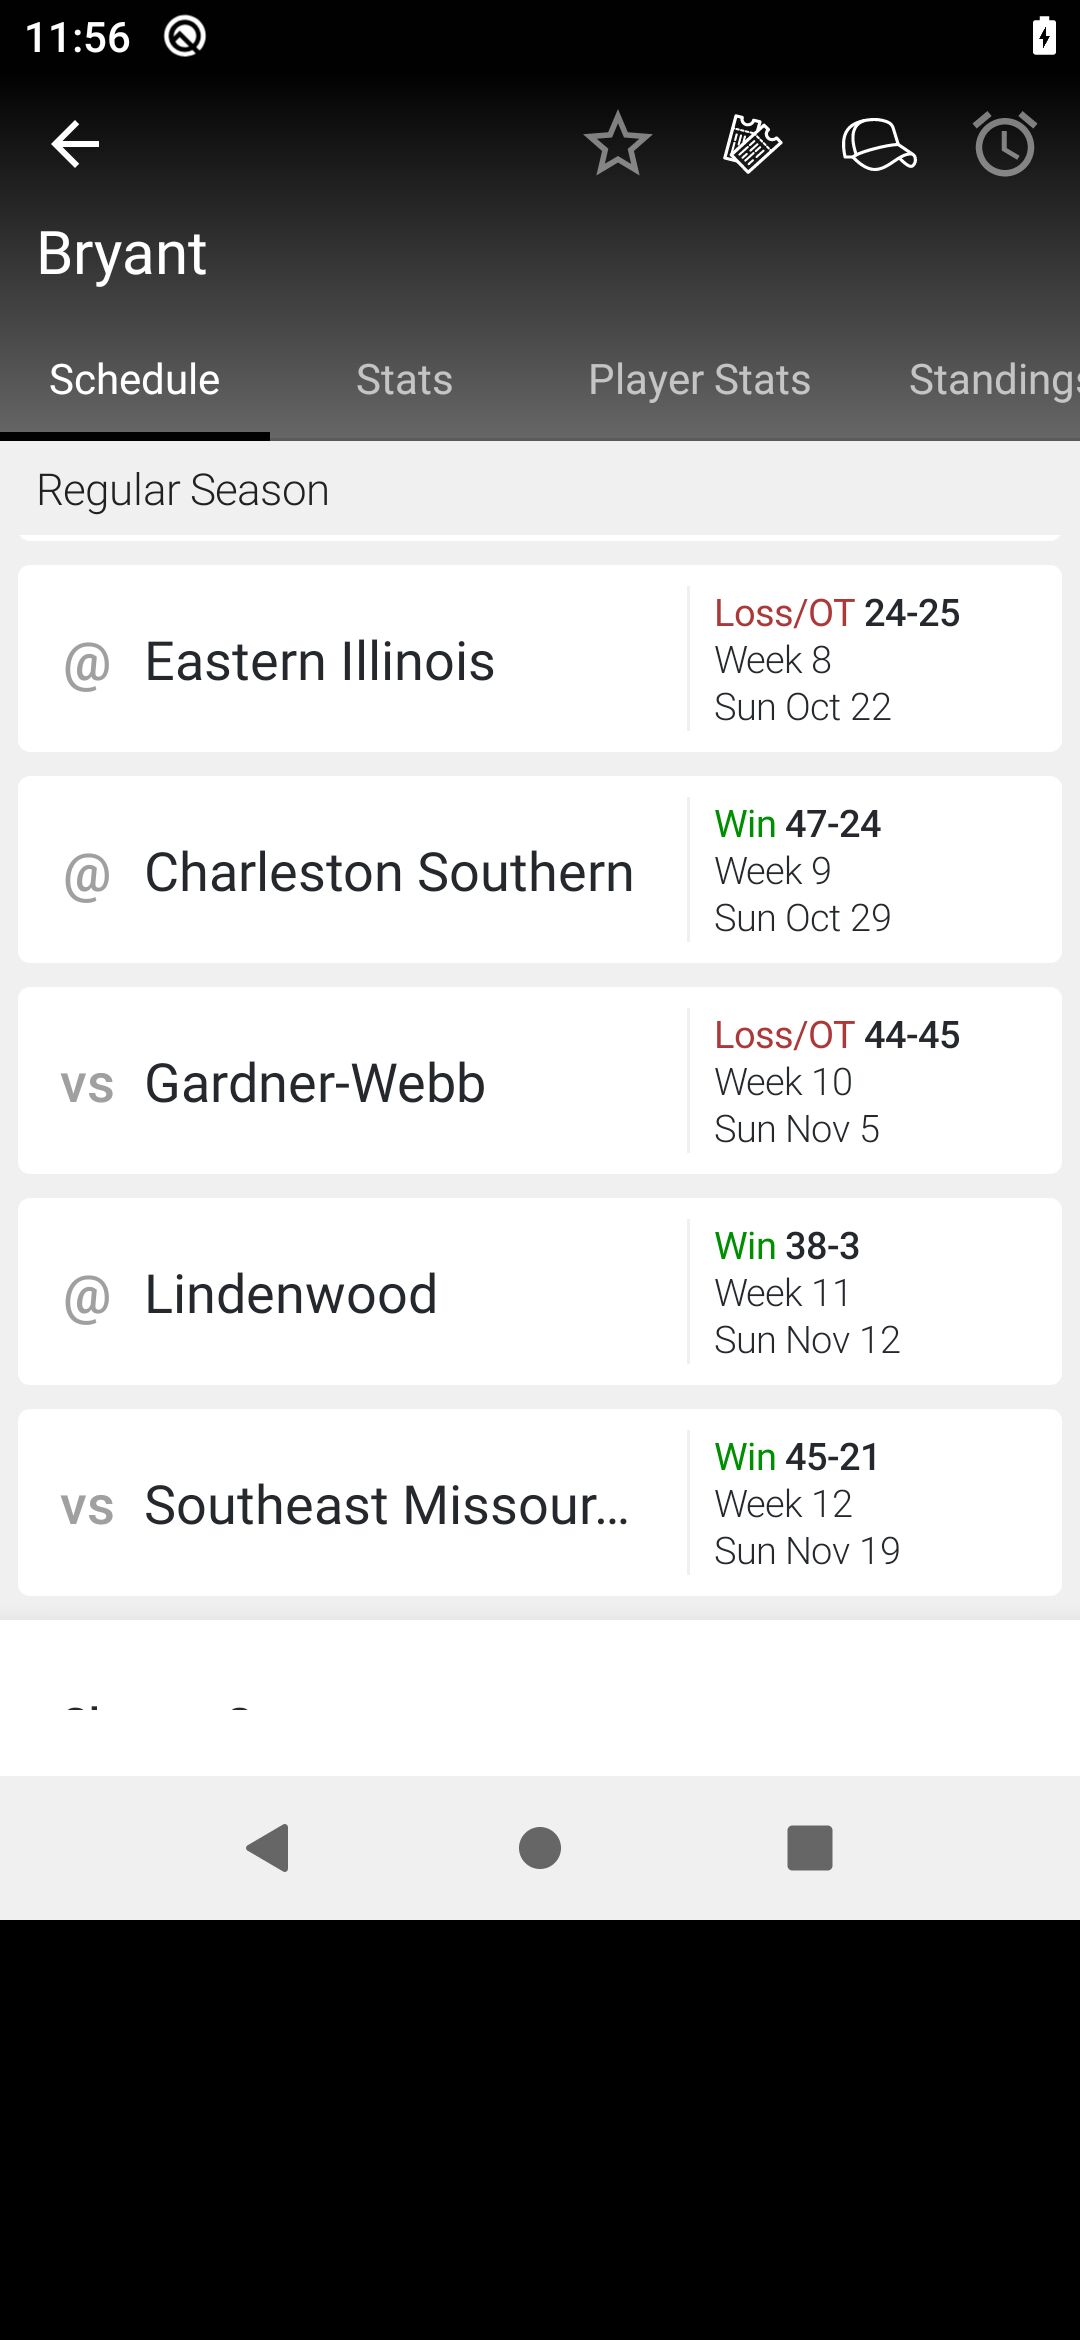 11:56
Bryant
Schedule Stats Player Stats Standings
Regular Season
@ Eastern Illinois
Loss/OT 24-25
Week 8
Sun Oct 22
@ Charleston Southern
Win 47-24
Week 9
Sun Oct 29
vs Gardner-Webb
Loss/OT 44-45
Week 10
Sun Nov 5
@ Lindenwood
Win 38-3
Week 11
Sun Nov 12
vs Southeast Missour...
Win 45-21
Week 12
Sun Nov 19